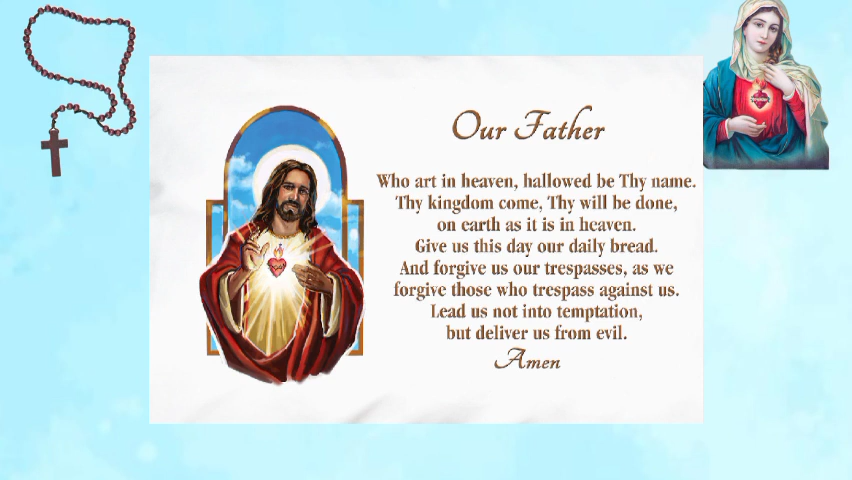 Our Father
Who art in heaven, hallowed be Thy name.
Thy kingdom come, Thy will be done,
on earth as it is in heaven.
Give us this day our daily bread.
And forgive us our trespasses, as we
forgive those who trespass against us.
Lead us not into temptation,
but deliver us from evil.
Amen